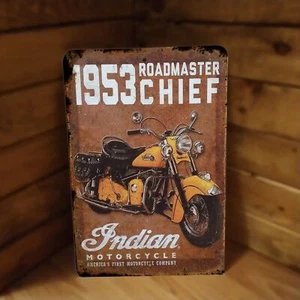 1953 ROADMASTER
CHIEF
Indian
MOTORCYCLE
AMERICA'S FIRST MOTORCYCLE COMPANY